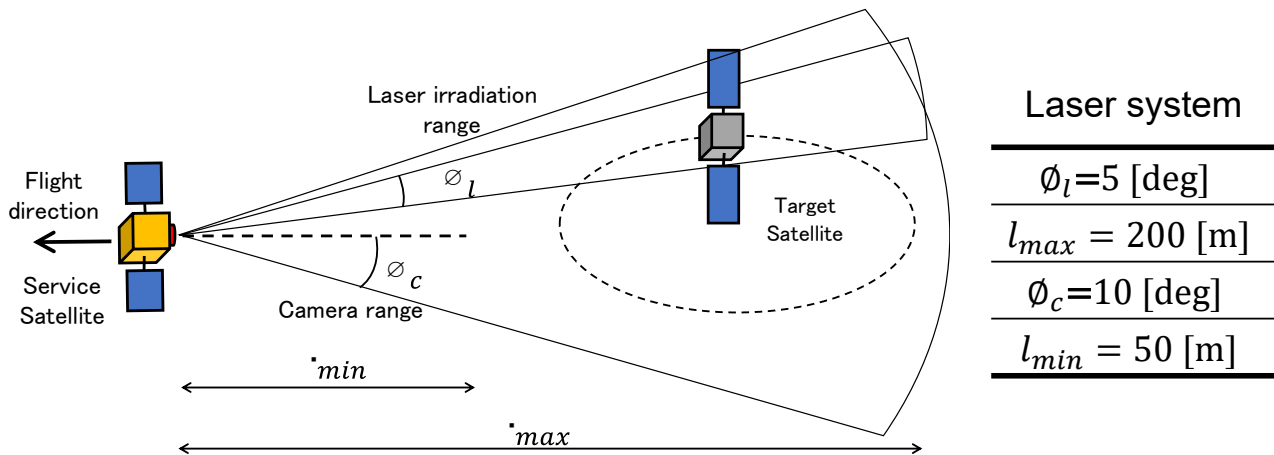 Laser irradiation
range
∅l
Flight
direction
Service
Satellite
∅c
Camera range
Target
Satellite
·min
·max
Laser system
∅l=5 [deg]
lmax = 200 [m]
∅c=10 [deg]
lmin = 50 [m]